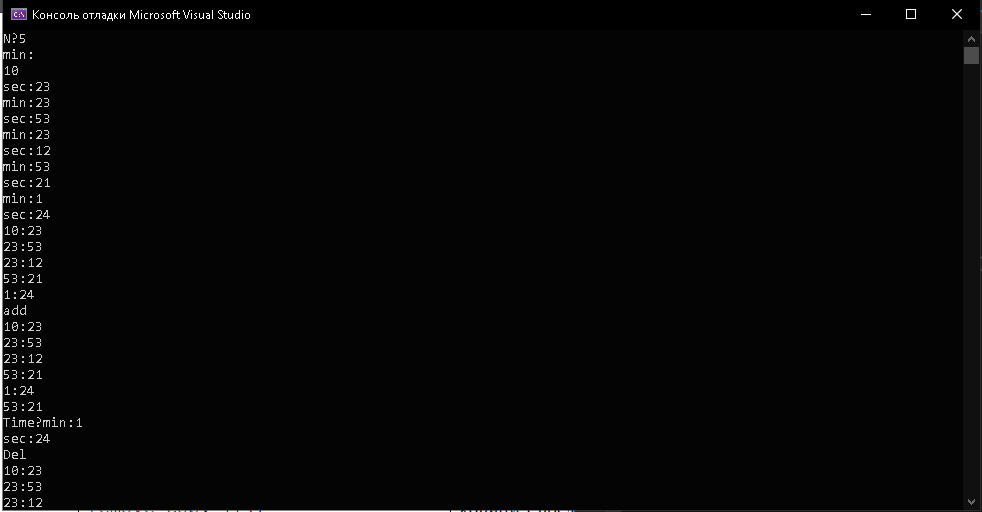 Консоль отладки Microsoft Visual Studio
N?5
min:
10
sec:23
min:23
sec:53
min:23
sec:12
min:53
sec:21
min:1
sec:24
10:23
23:53
23:12
53:21
1:24
add
10:23
23:53
23:12
53:21
1:24
53:21
Time?min:1
sec:24
Del
10:23
23:53
23:12